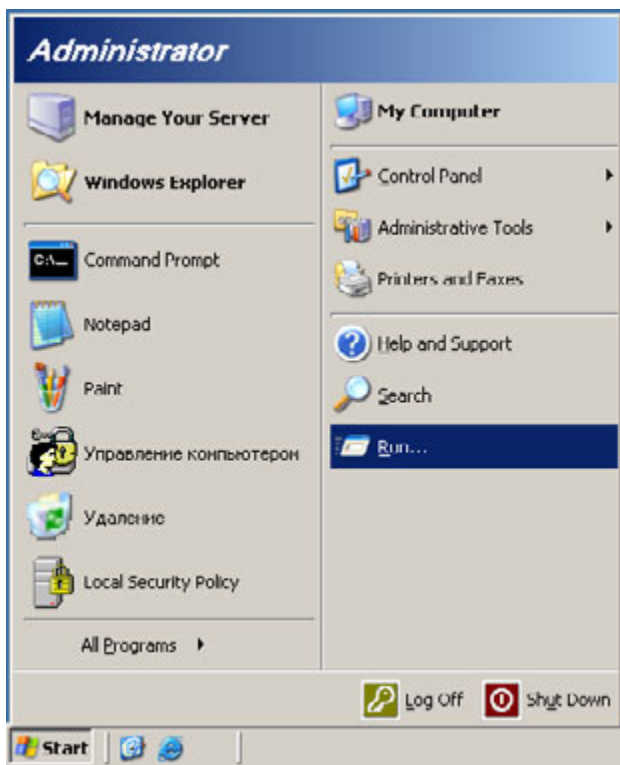 Administrator
Manage Your Server
Windows Explorer
C:\_
Command Prompt
Notepad
Paint
Управление компьютером
Удаление
Local Security Policy
All Programs
My Computer
Control Panel
Administrative Tools
Printers and Faxes
Help and Support
Search
Run...
Log Off
Shut Down
Start